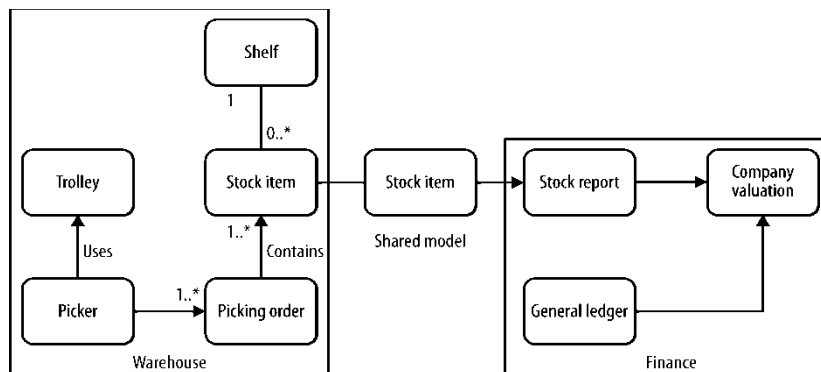 Shelf
1
0..*
Trolley
Stock item
Stock item
Stock report
Company
valuation
1..*
Shared model
Uses
Contains
1..*
Picker
Picking order
General ledger
Warehouse
Finance